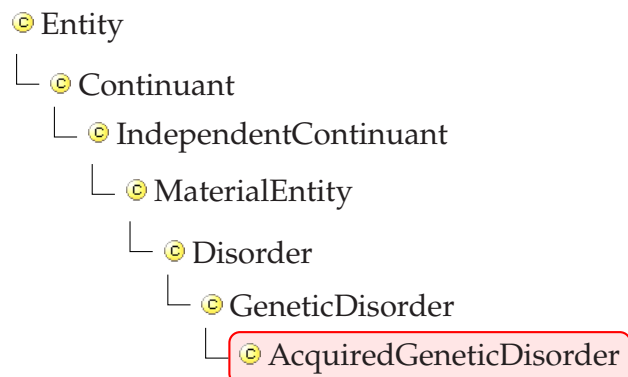 Entity
Continuant
IndependentContinuant
MaterialEntity
Disorder
GeneticDisorder
AcquiredGeneticDisorder